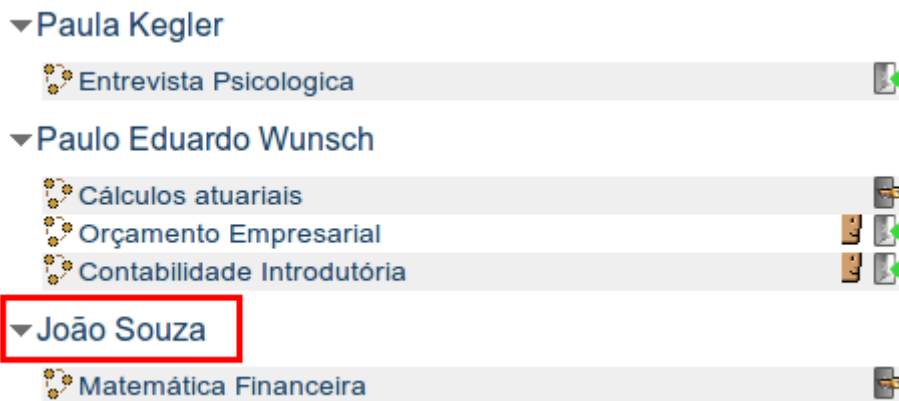 Paula Kegler
Entrevista Psicologica
Paulo Eduardo Wunsch
Cálculos atuariais
Orçamento Empresarial
Contabilidade Introdutória
João Souza
Matemática Financeira